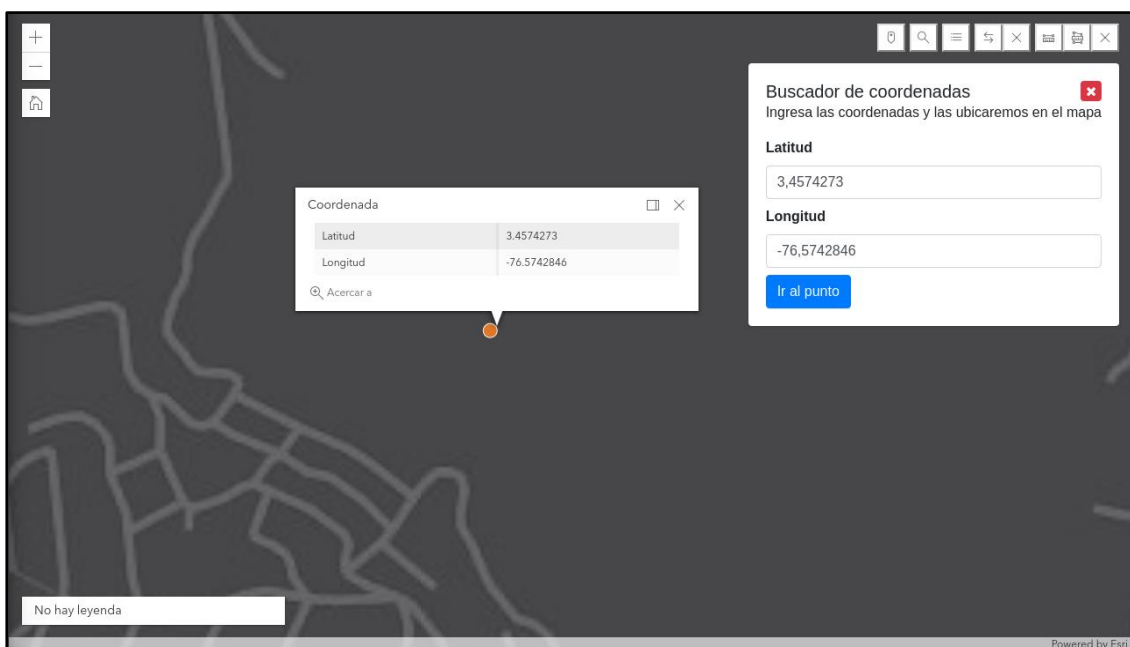 Buscador de coordenadas
Ingresa las coordenadas y las ubicaremos en el mapa
Latitud
3,4574273
Longitud
-76,5742846
Ir al punto
Coordenada
Latitud 3.4574273
Longitud -76.5742846
Acercar a
No hay leyenda
Powered by Esri